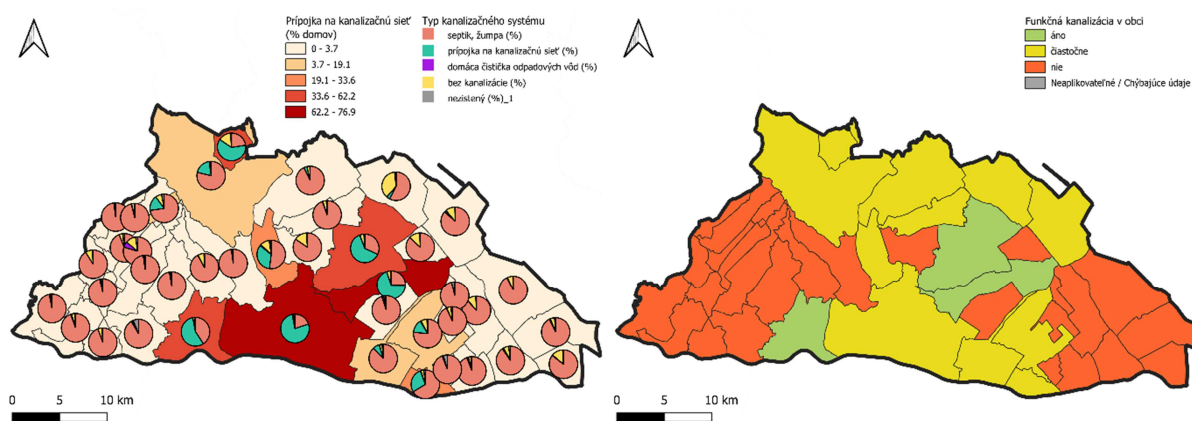 Prípojka na kanalizačnú sieť
(% domov)
0 - 3.7
3.7 - 19.1
19.1 - 33.6
33.6 - 62.2
62.2 - 76.9
Typ kanalizačného systému
septik, žumpa (%)
prípojka na kanalizačnú sieť (%)
domáca čistička odpadových vôd (%)
bez kanalizácie (%)
nezistený (%)_1
0 5 10 km
Funkčná kanalizácia v obci
áno
čiastočne
nie
Neaplikovateľné / Chýbajúce údaje
0 5 10 km